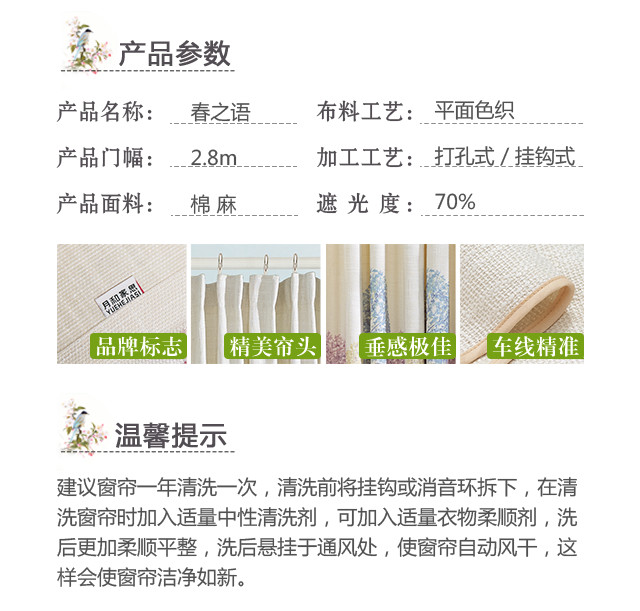 产品参数
产品名称： 春之语 布料工艺： 平面色织
产品门幅： 2.8m 加工工艺： 打孔式 / 挂钩式
产品面料： 棉 麻 遮 光 度： 70%
月和家思
YUEHEJIASI
品牌标志 精美帘头 垂感极佳 车线精准
温馨提示
建议窗帘一年清洗一次，清洗前将挂钩或消音环拆下，在清
洗窗帘时加入适量中性清洗剂，可加入适量衣物柔顺剂，洗
后更加柔顺平整，洗后悬挂于通风处，使窗帘自动风干，这
样会使窗帘洁净如新。